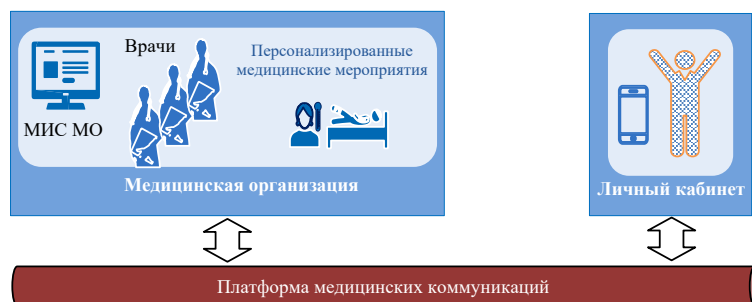 Врачи
Персонализированные
медицинские мероприятия
МИС МО
Медицинская организация
Личный кабинет
Платформа медицинских коммуникаций